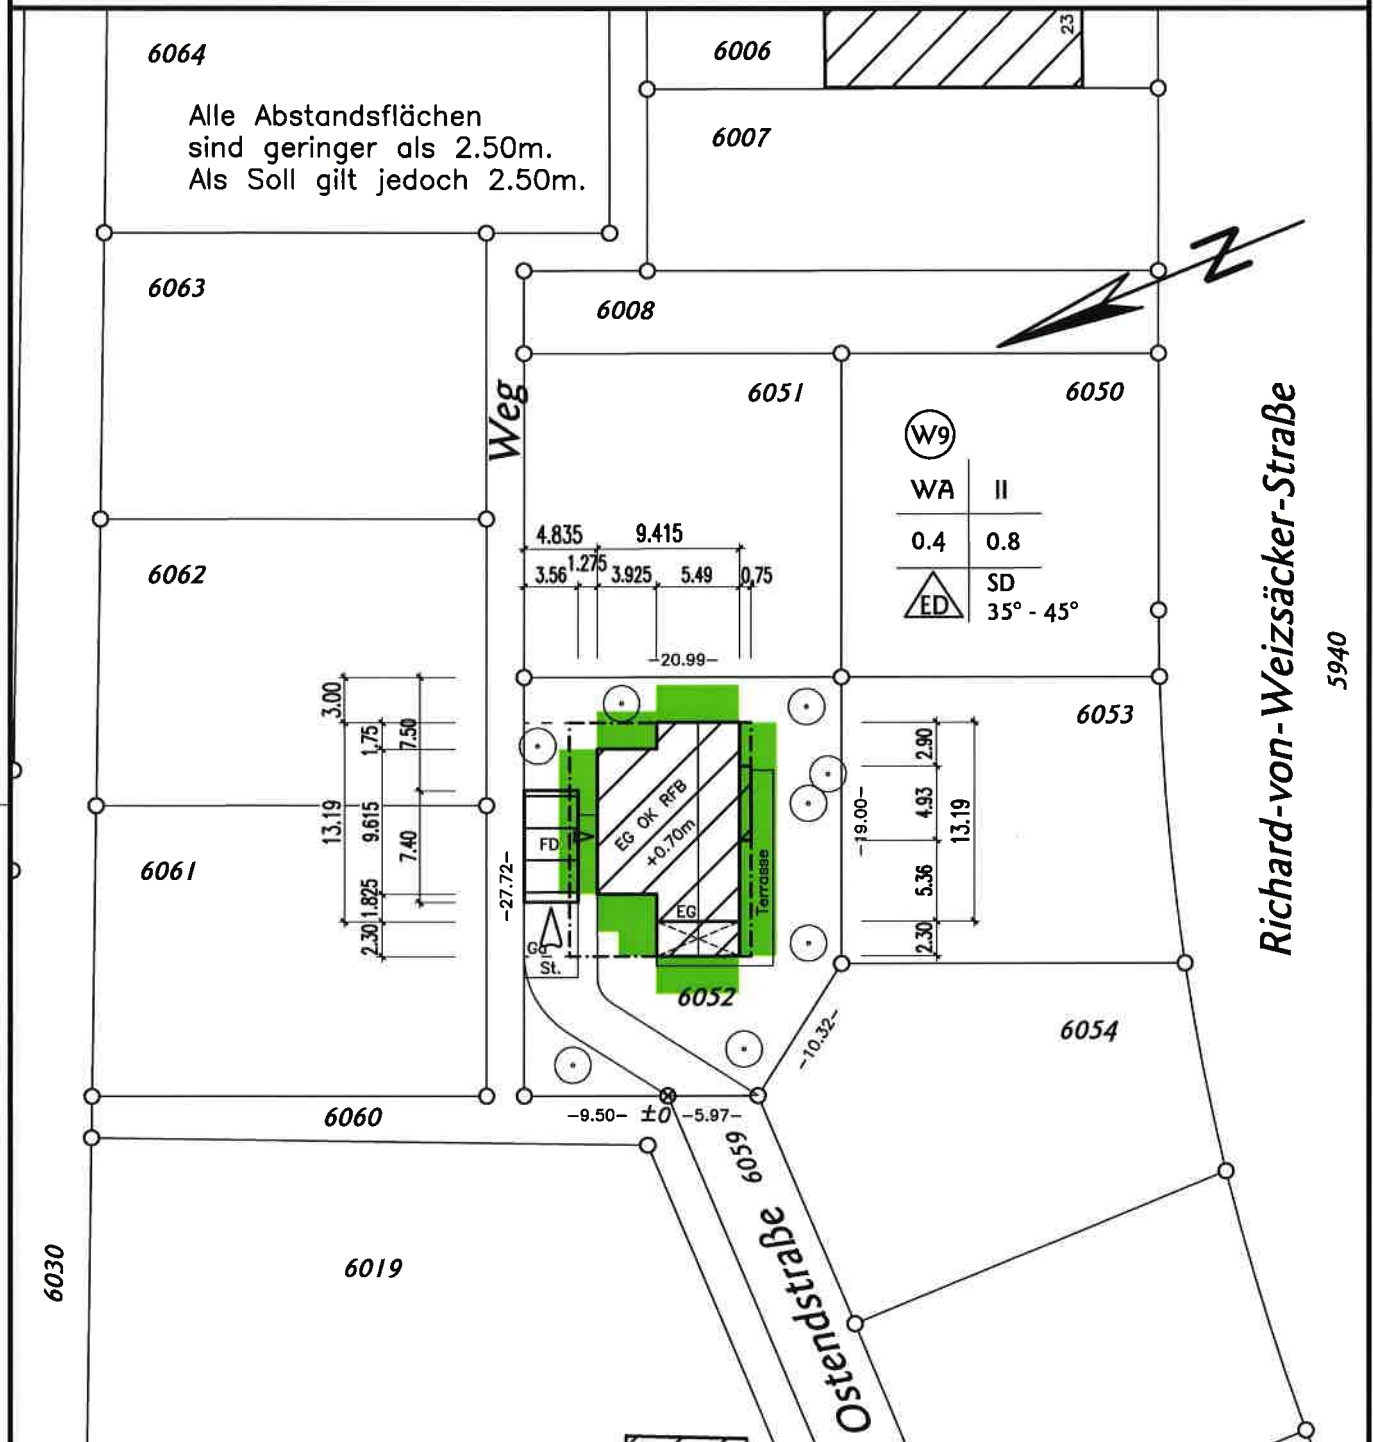 6064
6006
23
Alle Abstandsflächen
sind geringer als 2.50m.
Als Soll gilt jedoch 2.50m.
6007
N
6063
6008
Weg
6051
6050
W9
WA II
0.4 0.8
ED SD
35° - 45°
Richard-von-Weizsäcker-Straße
5940
6062
4.835 9.415
3.56 1.275 3.925 5.49 0.75
-20.99-
6053
3.00
1.75
7.50
13.19
9.615
7.40
1.825
2.30
2.90
4.93
13.19
5.36
2.30
-19.00-
-27.72-
6061
EG OK RFB
+0.70m
FD
Terrasse
EG
Ga
St.
6052
-10.32-
6054
-9.50- ±0 -5.97-
6060
6059
Ostendstraße
6030
6019